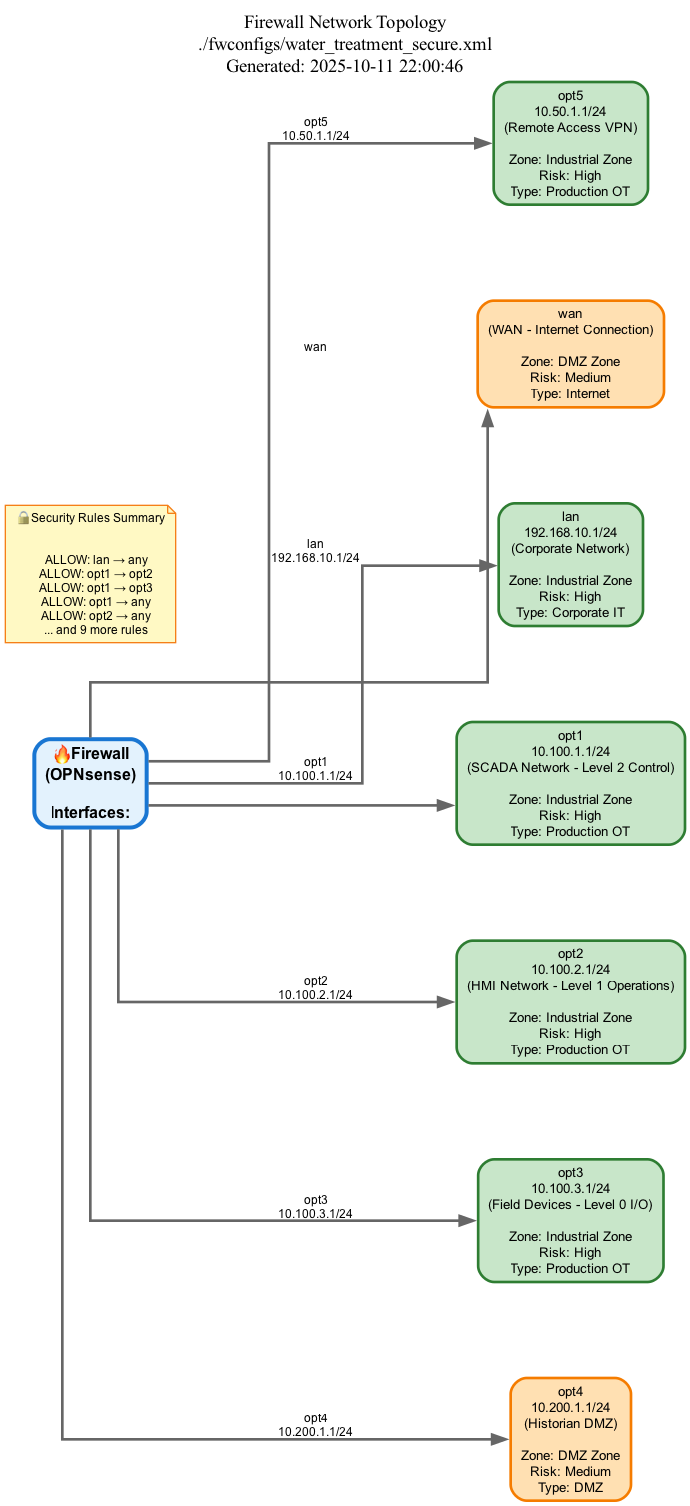 Firewall Network Topology
./fwconfigs/water_treatment_secure.xml
Generated: 2025-10-11 22:00:46
opt5
10.50.1.1/24
(Remote Access VPN)
Zone: Industrial Zone
Risk: High
Type: Production OT
opt5
10.50.1.1/24
wan
(WAN - Internet Connection)
Zone: DMZ Zone
Risk: Medium
Type: Internet
wan
lan
192.168.10.1/24
(Corporate Network)
Zone: Industrial Zone
Risk: High
Type: Corporate IT
lan
192.168.10.1/24
🔒Security Rules Summary
ALLOW: lan → any
ALLOW: opt1 → opt2
ALLOW: opt1 → opt3
ALLOW: opt1 → any
ALLOW: opt2 → any
... and 9 more rules
🔥Firewall
(OPNsense)
Interfaces:
opt1
10.100.1.1/24
opt1
10.100.1.1/24
(SCADA Network - Level 2 Control)
Zone: Industrial Zone
Risk: High
Type: Production OT
opt2
10.100.2.1/24
opt2
10.100.2.1/24
(HMI Network - Level 1 Operations)
Zone: Industrial Zone
Risk: High
Type: Production OT
opt3
10.100.3.1/24
opt3
10.100.3.1/24
(Field Devices - Level 0 I/O)
Zone: Industrial Zone
Risk: High
Type: Production OT
opt4
10.200.1.1/24
opt4
10.200.1.1/24
(Historian DMZ)
Zone: DMZ Zone
Risk: Medium
Type: DMZ